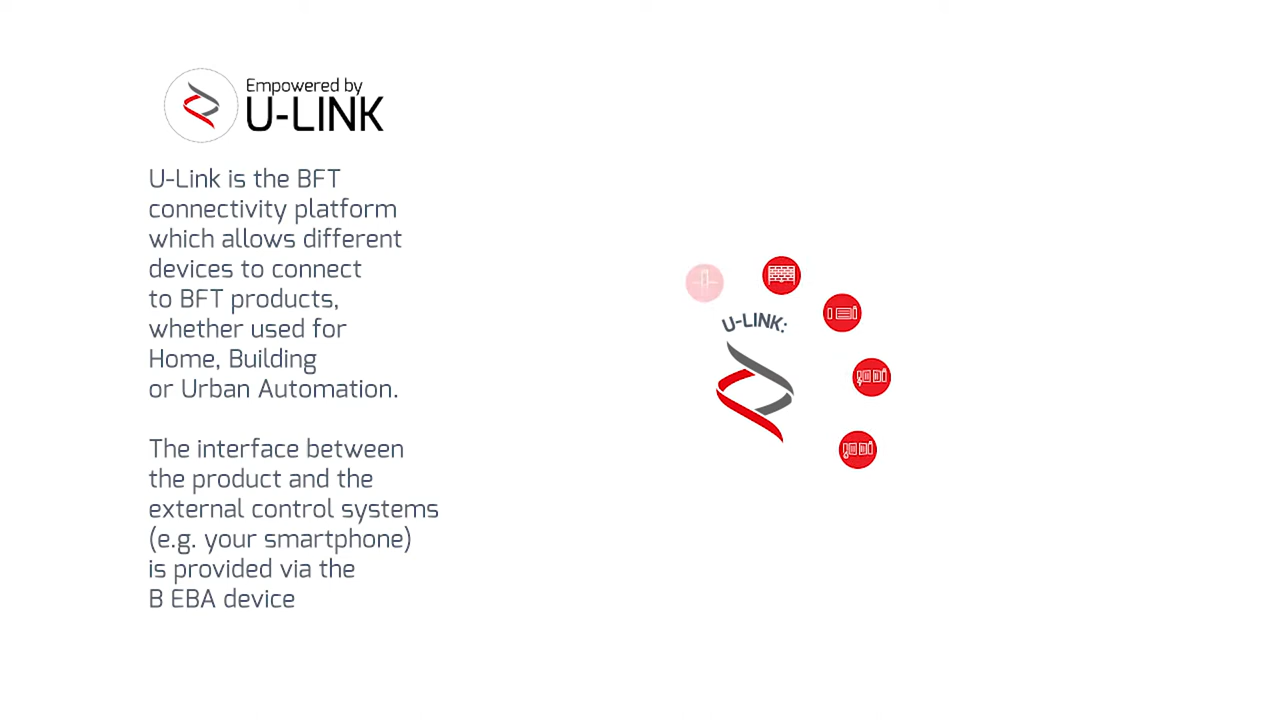 Empowered by
U-LINK
U-Link is the BFT
connectivity platform
which allows different
devices to connect
to BFT products,
whether used for
Home, Building
or Urban Automation.
The interface between
the product and the
external control systems
(e.g. your smartphone)
is provided via the
B EBA device
U-LINK: